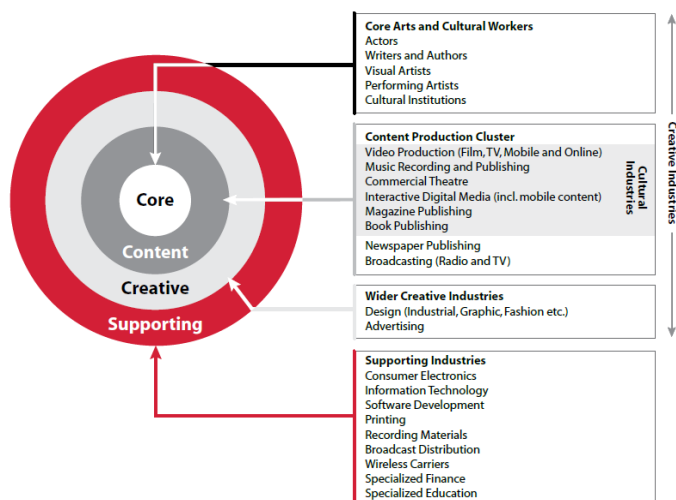 Core
Content
Creative
Supporting
Core Arts and Cultural Workers
Actors
Writers and Authors
Visual Artists
Performing Artists
Cultural Institutions
Content Production Cluster
Video Production (Film, TV, Mobile and Online)
Music Recording and Publishing
Commercial Theatre
Interactive Digital Media (incl. mobile content)
Magazine Publishing
Book Publishing
Cultural
Industries
Newspaper Publishing
Broadcasting (Radio and TV)
Wider Creative Industries
Design (Industrial, Graphic, Fashion etc.)
Advertising
Creative Industries
Supporting Industries
Consumer Electronics
Information Technology
Software Development
Printing
Recording Materials
Broadcast Distribution
Wireless Carriers
Specialized Finance
Specialized Education